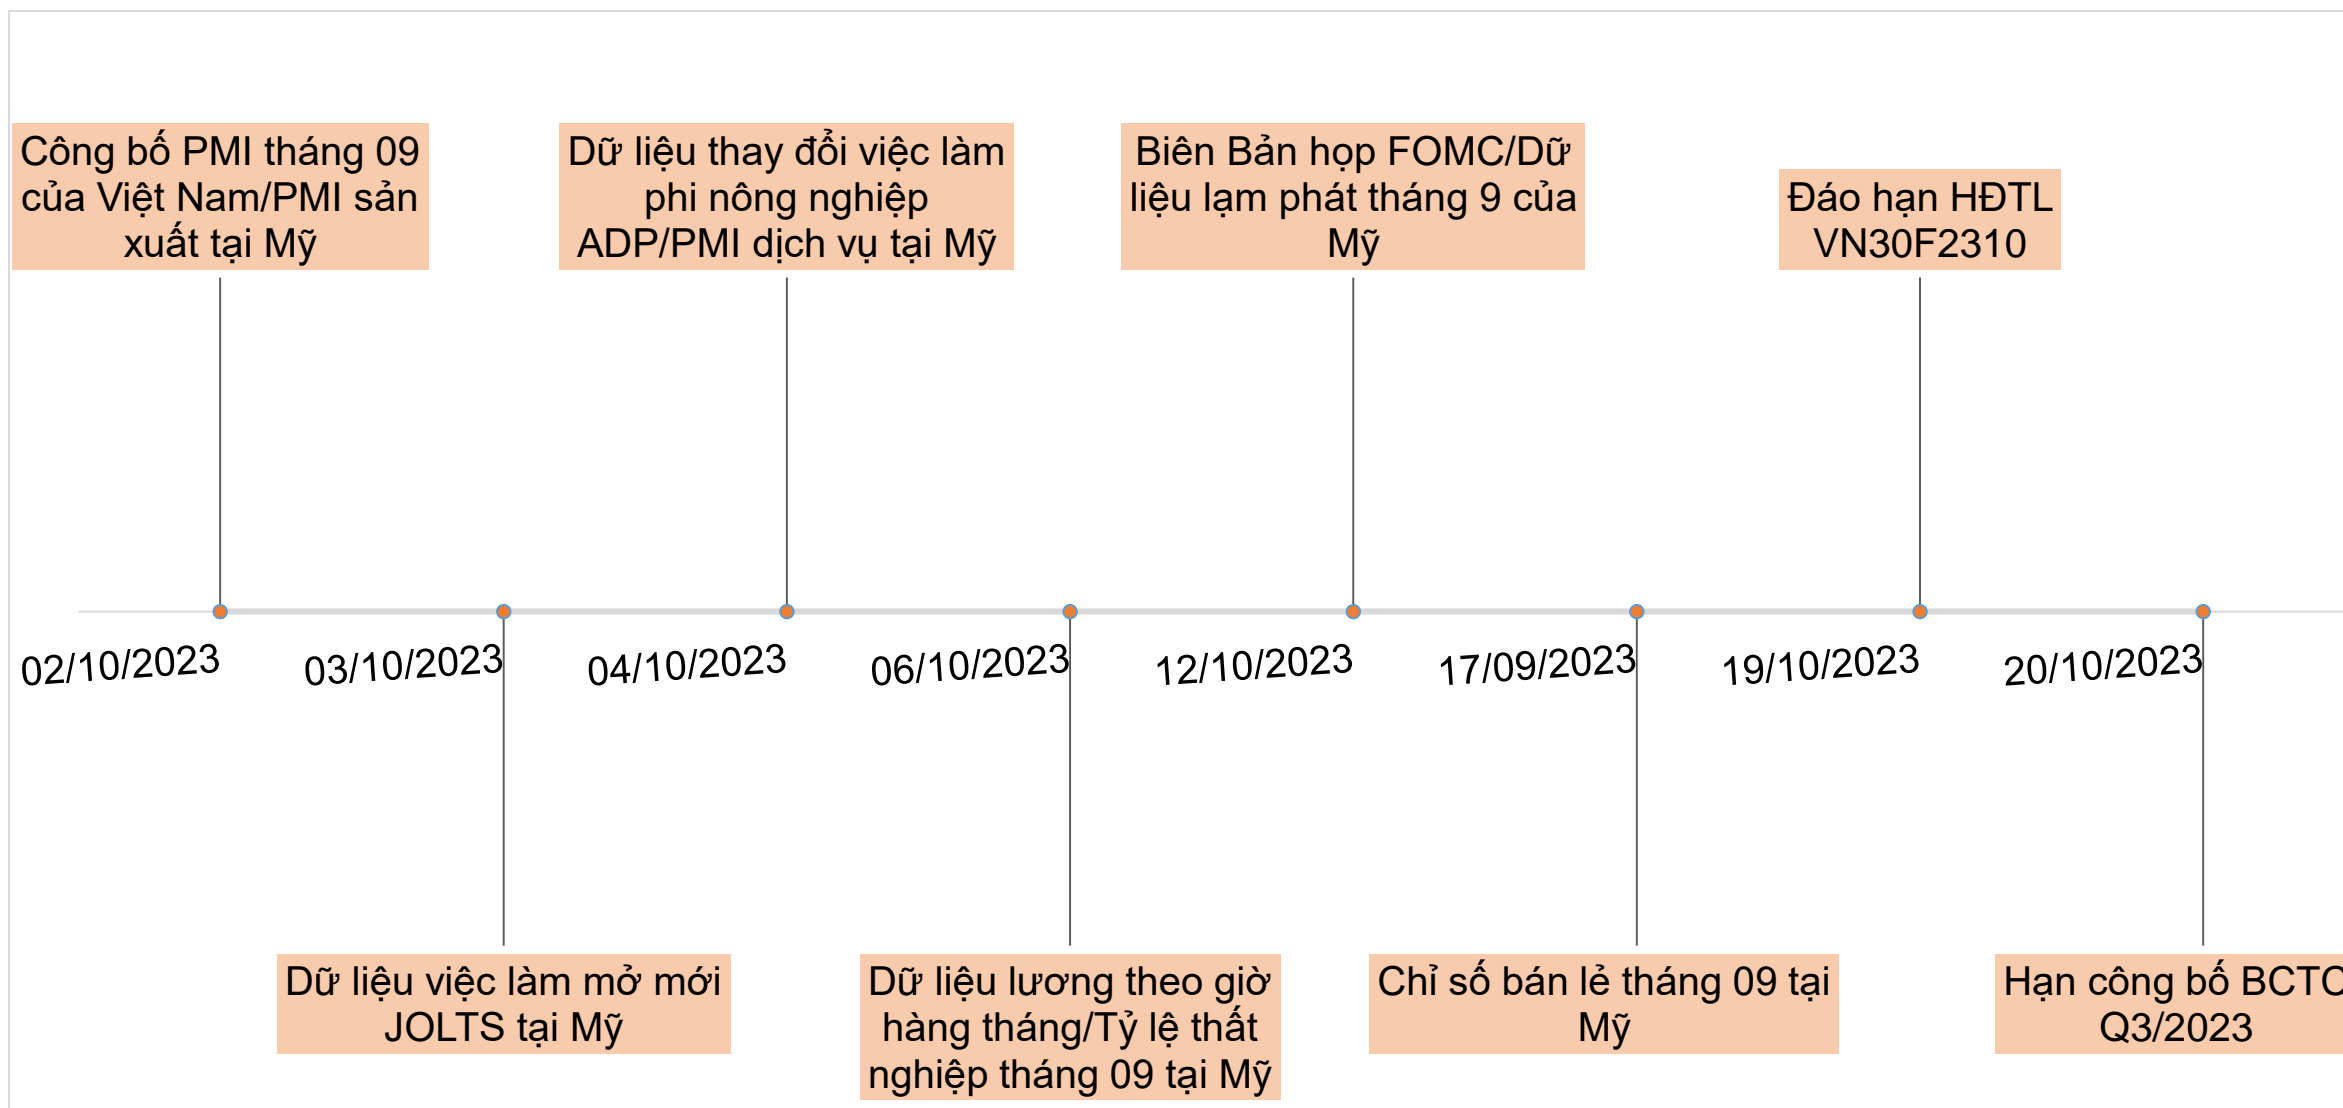 Công bố PMI tháng 09
của Việt Nam/PMI sản
xuất tại Mỹ
Dữ liệu thay đổi việc làm
phi nông nghiệp
ADP/PMI dịch vụ tại Mỹ
Biên Bản họp FOMC/Dữ
liệu lạm phát tháng 9 của
Mỹ
Đáo hạn HĐTL
VN30F2310
02/10/2023
03/10/2023
04/10/2023
06/10/2023
12/10/2023
17/09/2023
19/10/2023
20/10/2023
Dữ liệu việc làm mở mới
JOLTS tại Mỹ
Dữ liệu lương theo giờ
hàng tháng/Tỷ lệ thất
nghiệp tháng 09 tại Mỹ
Chỉ số bán lẻ tháng 09 tại
Mỹ
Hạn công bố BCTC
Q3/2023